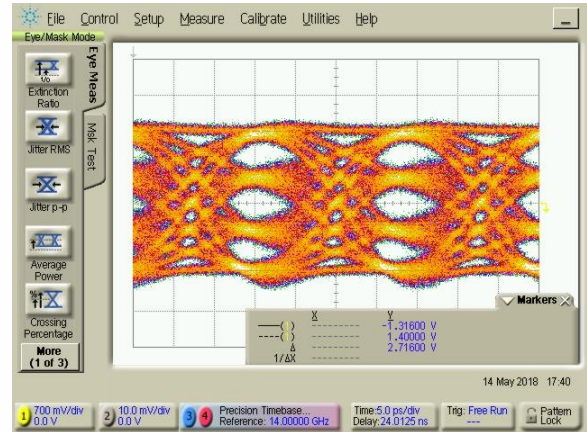 File Control Setup Measure Calibrate Utilities Help
Eye/Mask Mode
Eye Meas
Msk Test
Extinction
Ratio
Jitter RMS
Jitter p-p
Average
Power
Crossing
Percentage
More
(1 of 3)
Markers
X Y
-1.31600 V
1.40000 V
Δ 2.71600 V
1/ΔX
14 May 2018 17:40
1 700 mV/div
0.0 V
2 10.0 mV/div
0.0 V
3 4 Precision Timebase...
Reference: 14.00000 GHz
Time:5.0 ps/div
Delay:24.0125 ns
Trig: Free Run
---
Pattern
Lock